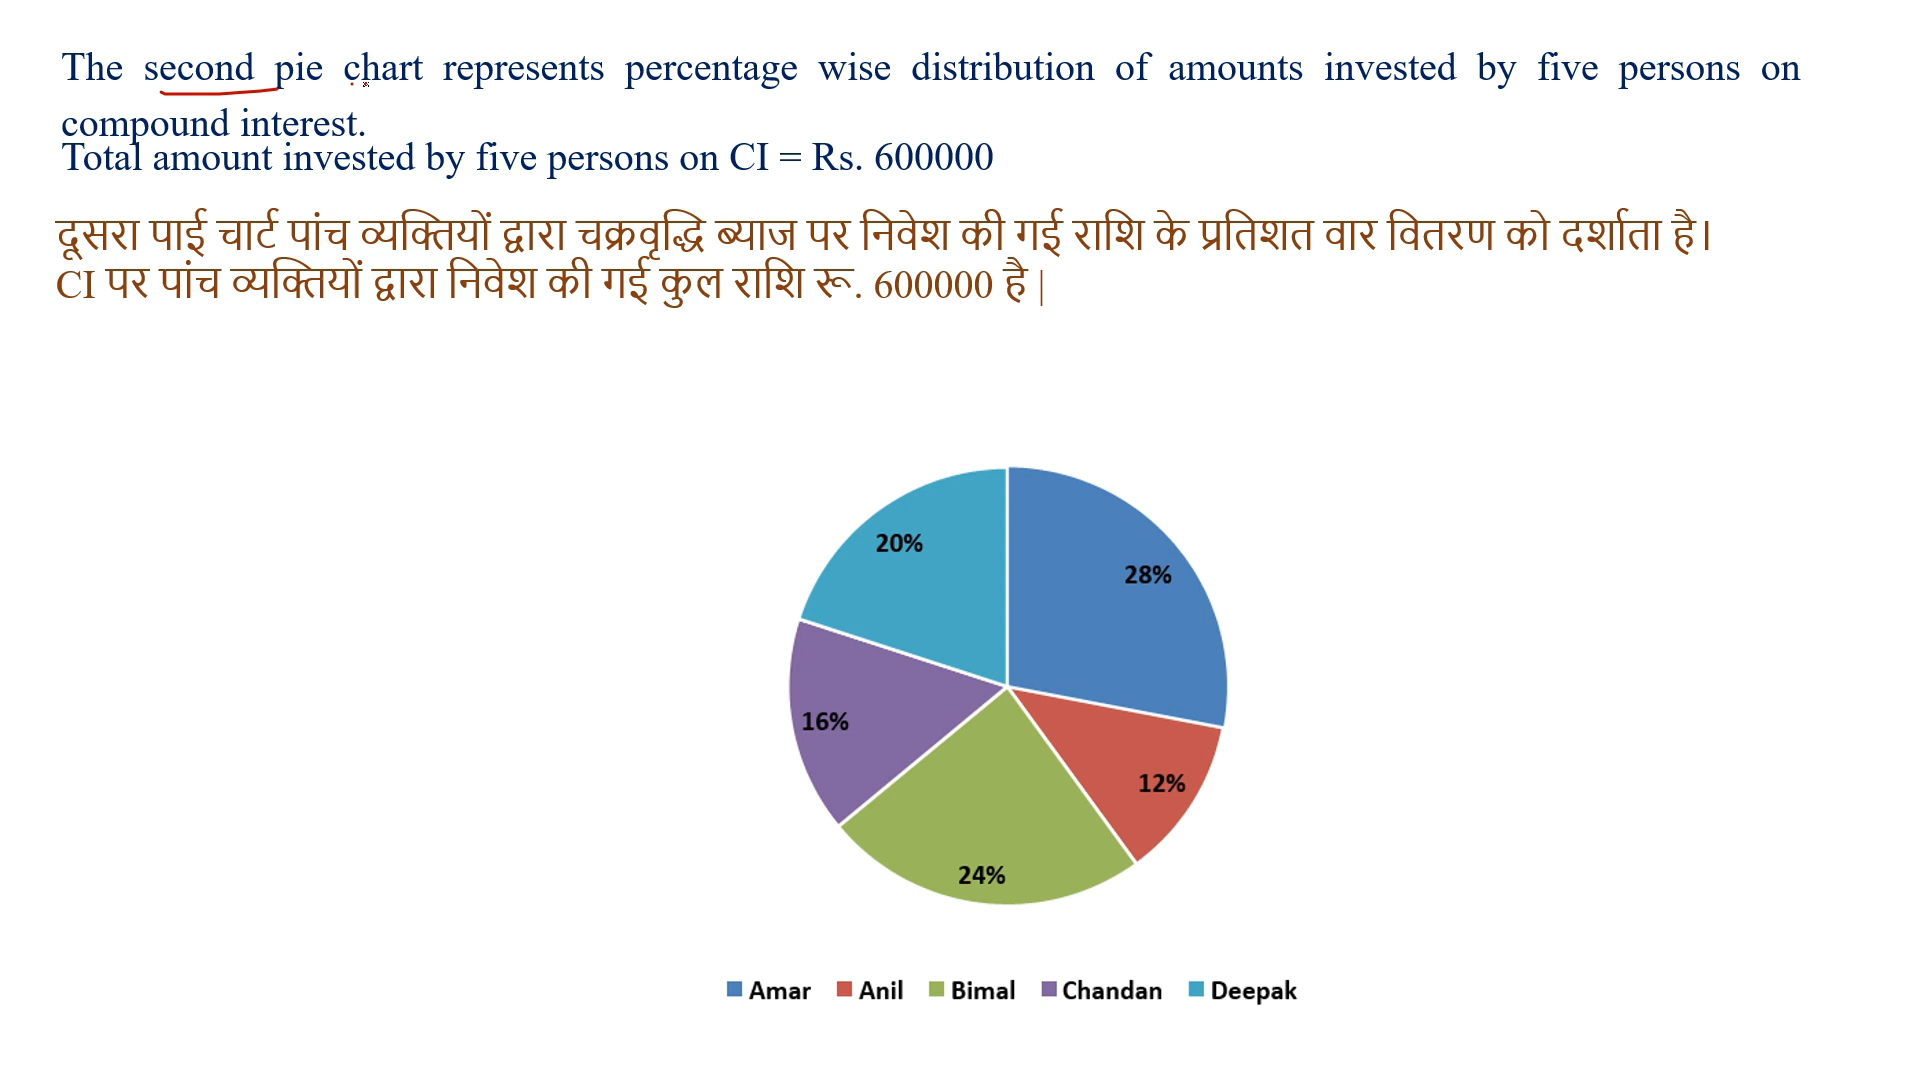 The second pie chart represents percentage wise distribution of amounts invested by five persons on
compound interest.
Total amount invested by five persons on CI = Rs. 600000
दूसरा पाई चार्ट पांच व्यक्तियों द्वारा चक्रवृद्धि ब्याज पर निवेश की गई राशि के प्रतिशत वार वितरण को दर्शाता है।
CI पर पांच व्यक्तियों द्वारा निवेश की गई कुल राशि रू. 600000 है |
20%
28%
16%
12%
24%
Amar Anil Bimal Chandan Deepak